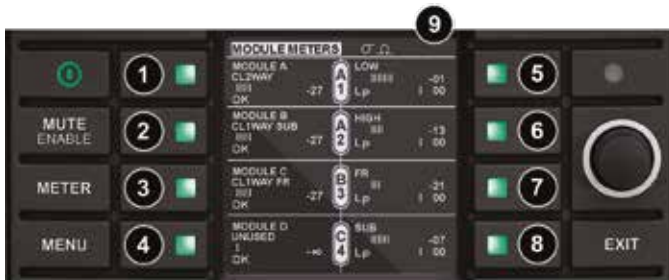 9
MODULE METERS
1
MODULE A
CL2WAY
-27
OK
A
1
LOW
-01
Lp
00
5
MUTE
ENABLE
2
MODULE B
CL1WAY SUB
-27
OK
A
2
HIGH
-13
Lp
00
6
METER
3
MODULE C
CL1WAY FR
-27
OK
B
3
FR
-21
Lp
00
7
MENU
4
MODULE D
UNUSED
OK
C
4
SUB
-07
Lp
00
8
EXIT